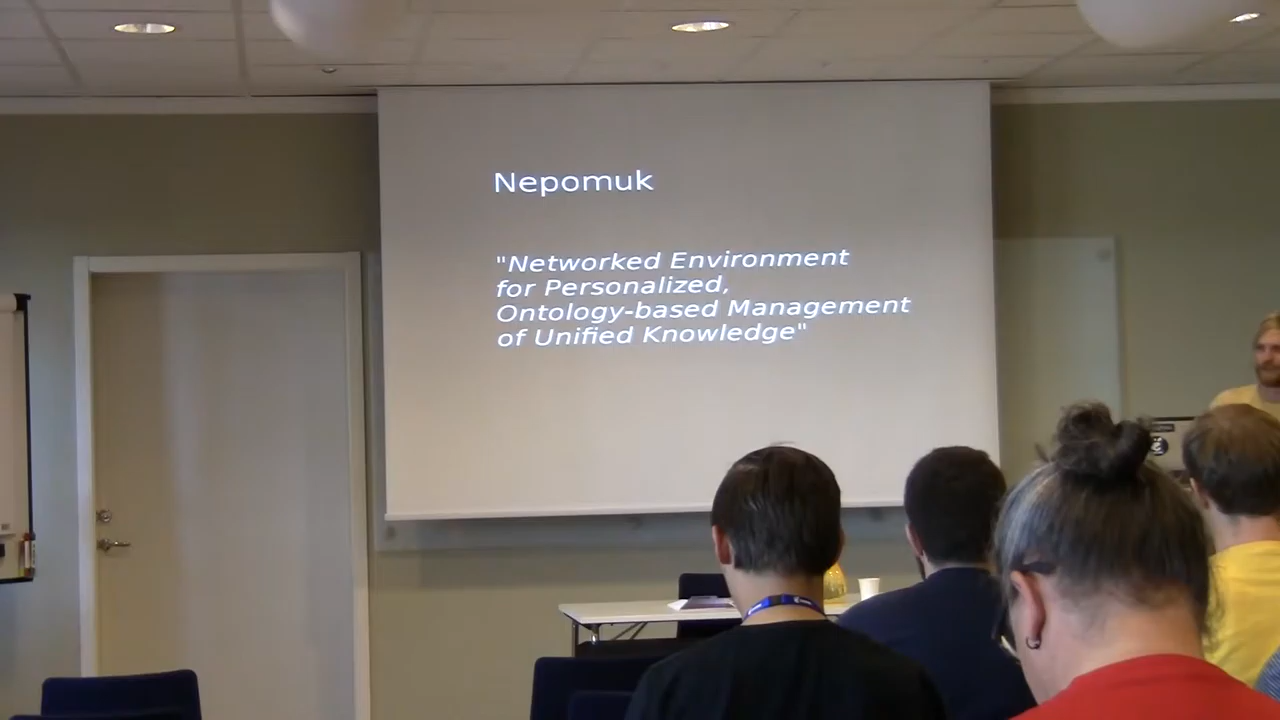 Nepomuk
"Networked Environment
for Personalized,
Ontology-based Management
of Unified Knowledge"